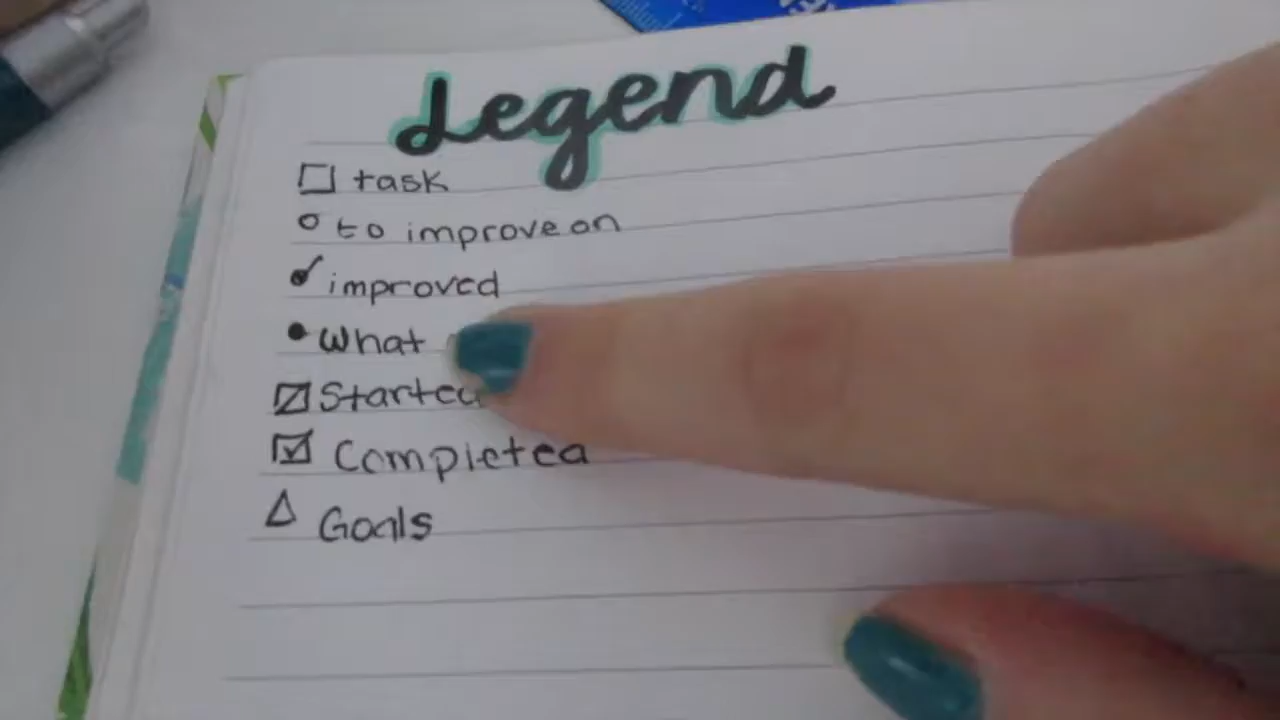 Legend
task
to improve on
improved
What
Started
Completed
Goals